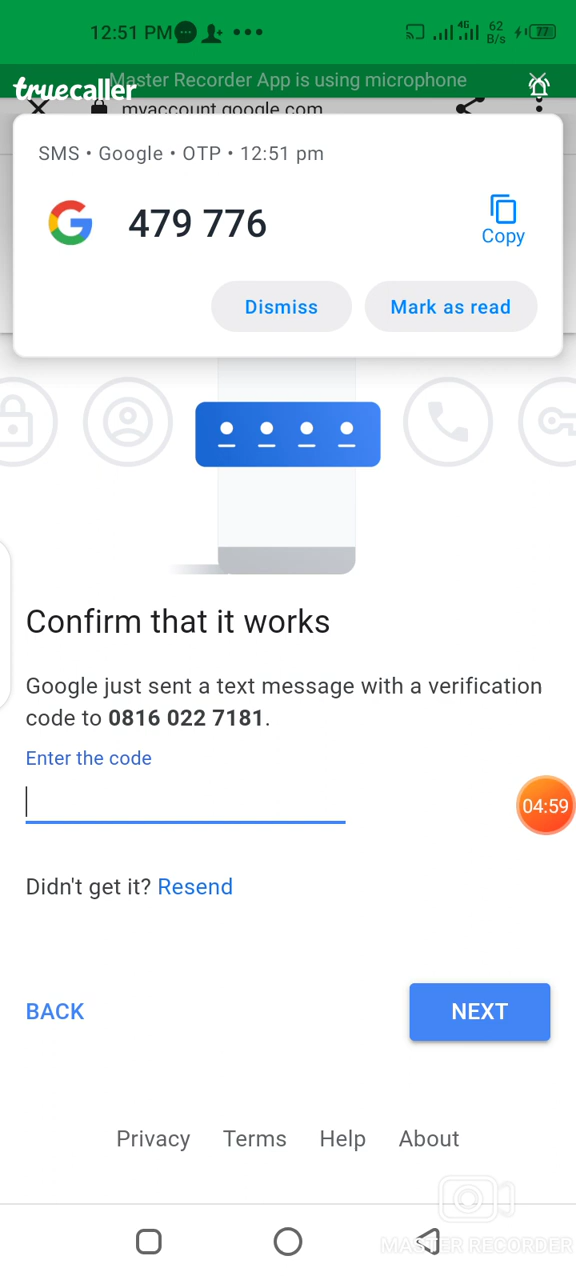 12:51 PM
4G
62
B/s
77
truecaller
Master Recorder App is using microphone
myaccount.google.com
SMS • Google • OTP • 12:51 pm
479 776
Copy
Dismiss
Mark as read
Confirm that it works
Google just sent a text message with a verification
code to 0816 022 7181.
Enter the code
04:59
Didn't get it? Resend
BACK
NEXT
Privacy
Terms
Help
About
MASTER RECORDER